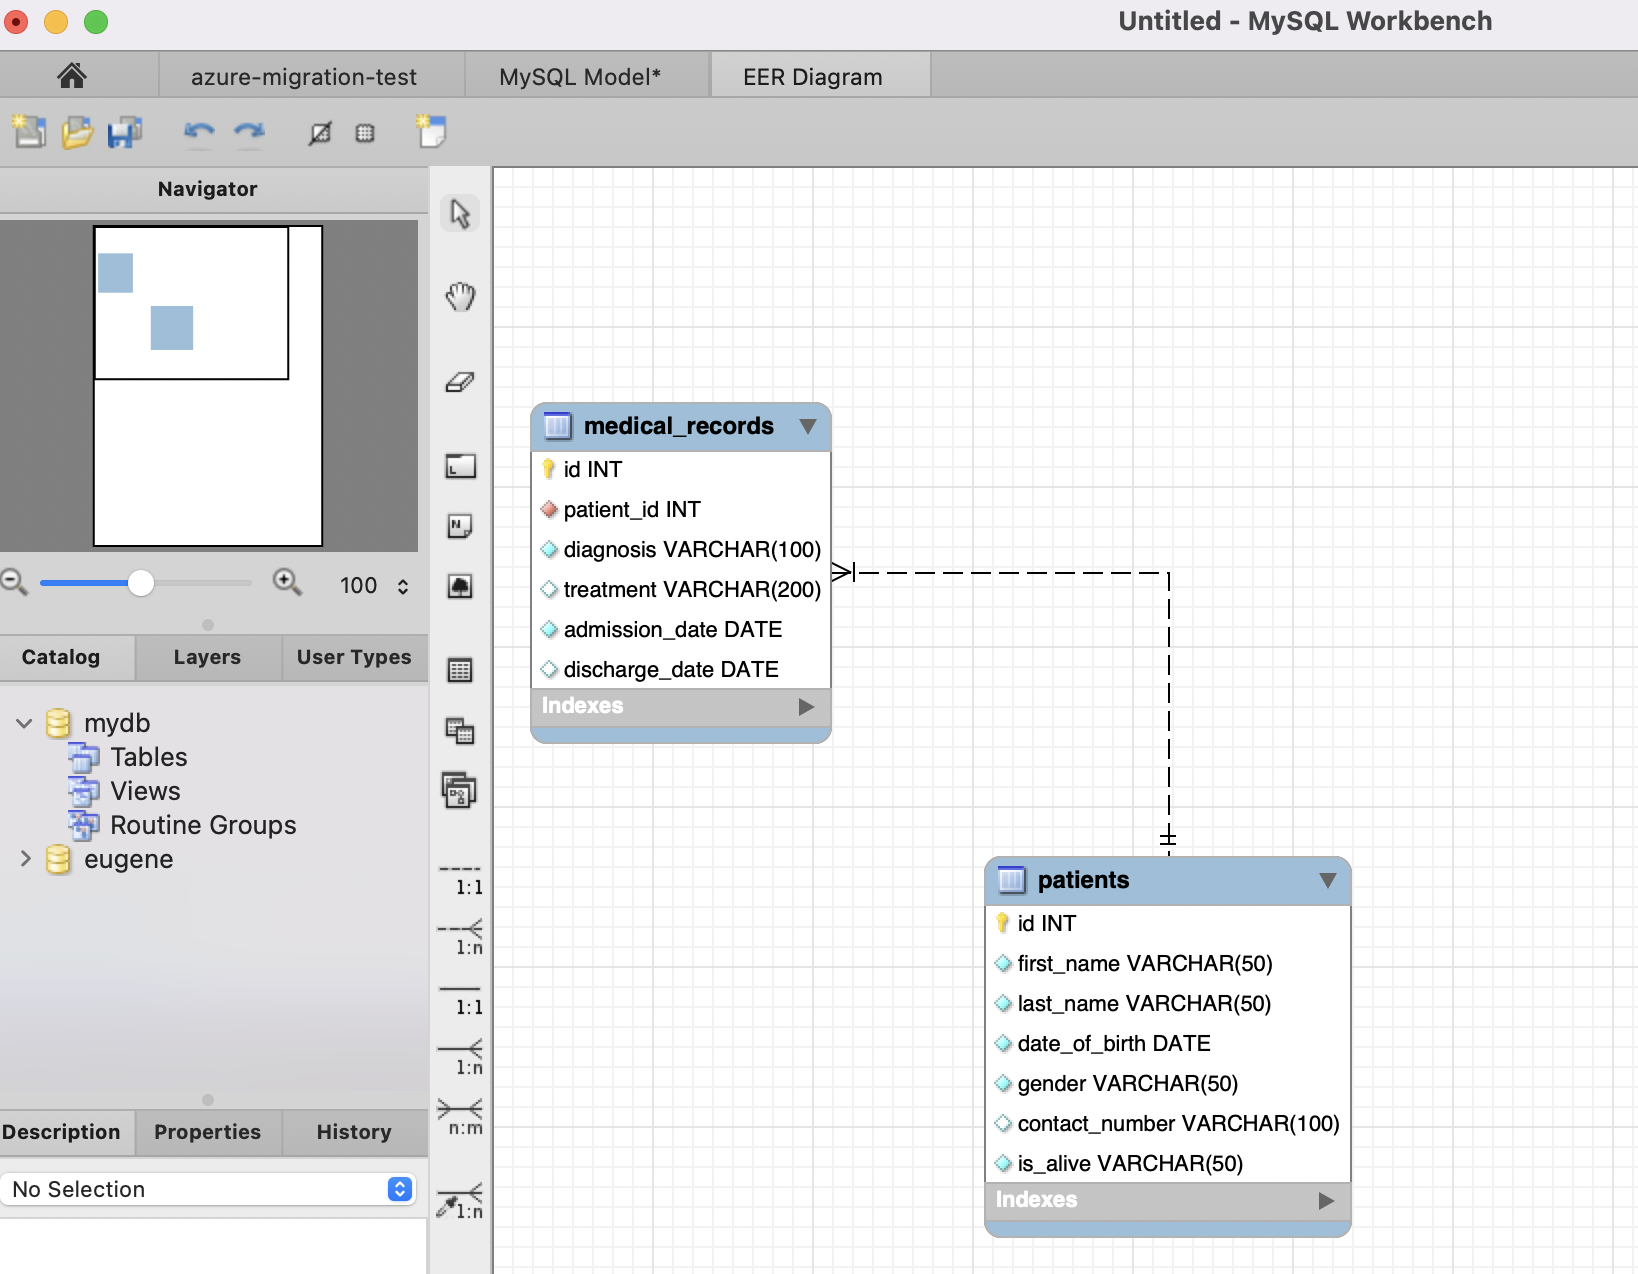 Untitled - MySQL Workbench
azure-migration-test
MySQL Model*
EER Diagram
Navigator
100
Catalog
Layers
User Types
mydb
Tables
Views
Routine Groups
eugene
Description
Properties
History
No Selection
L
N
1:1
1:n
1:1
1:n
n:m
1:n
medical_records
id INT
patient_id INT
diagnosis VARCHAR(100)
treatment VARCHAR(200)
admission_date DATE
discharge_date DATE
Indexes
patients
id INT
first_name VARCHAR(50)
last_name VARCHAR(50)
date_of_birth DATE
gender VARCHAR(50)
contact_number VARCHAR(100)
is_alive VARCHAR(50)
Indexes